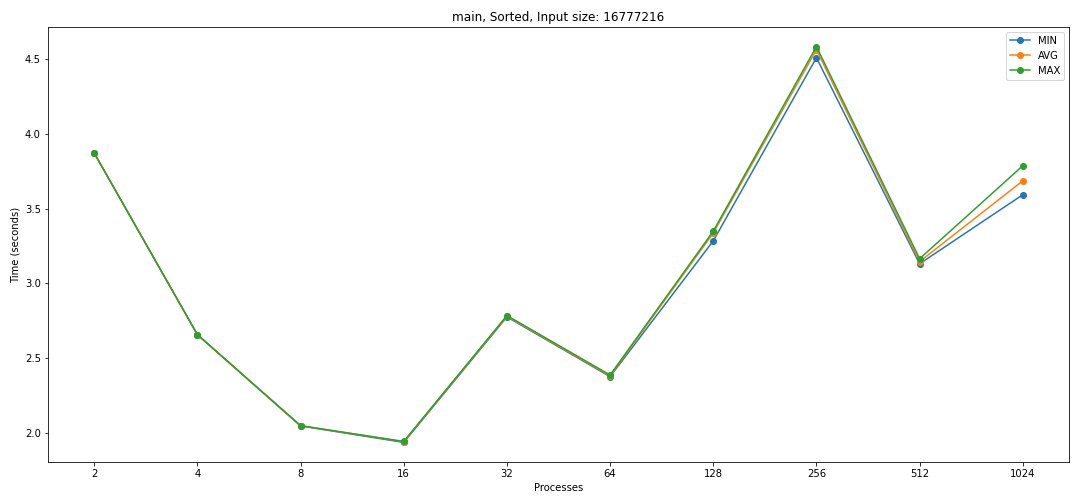 main, Sorted, Input size: 16777216
MIN
AVG
MAX
Time (seconds)
4.5
4.0
3.5
3.0
2.5
2.0
2 4 8 16 32 64 128 256 512 1024
Processes